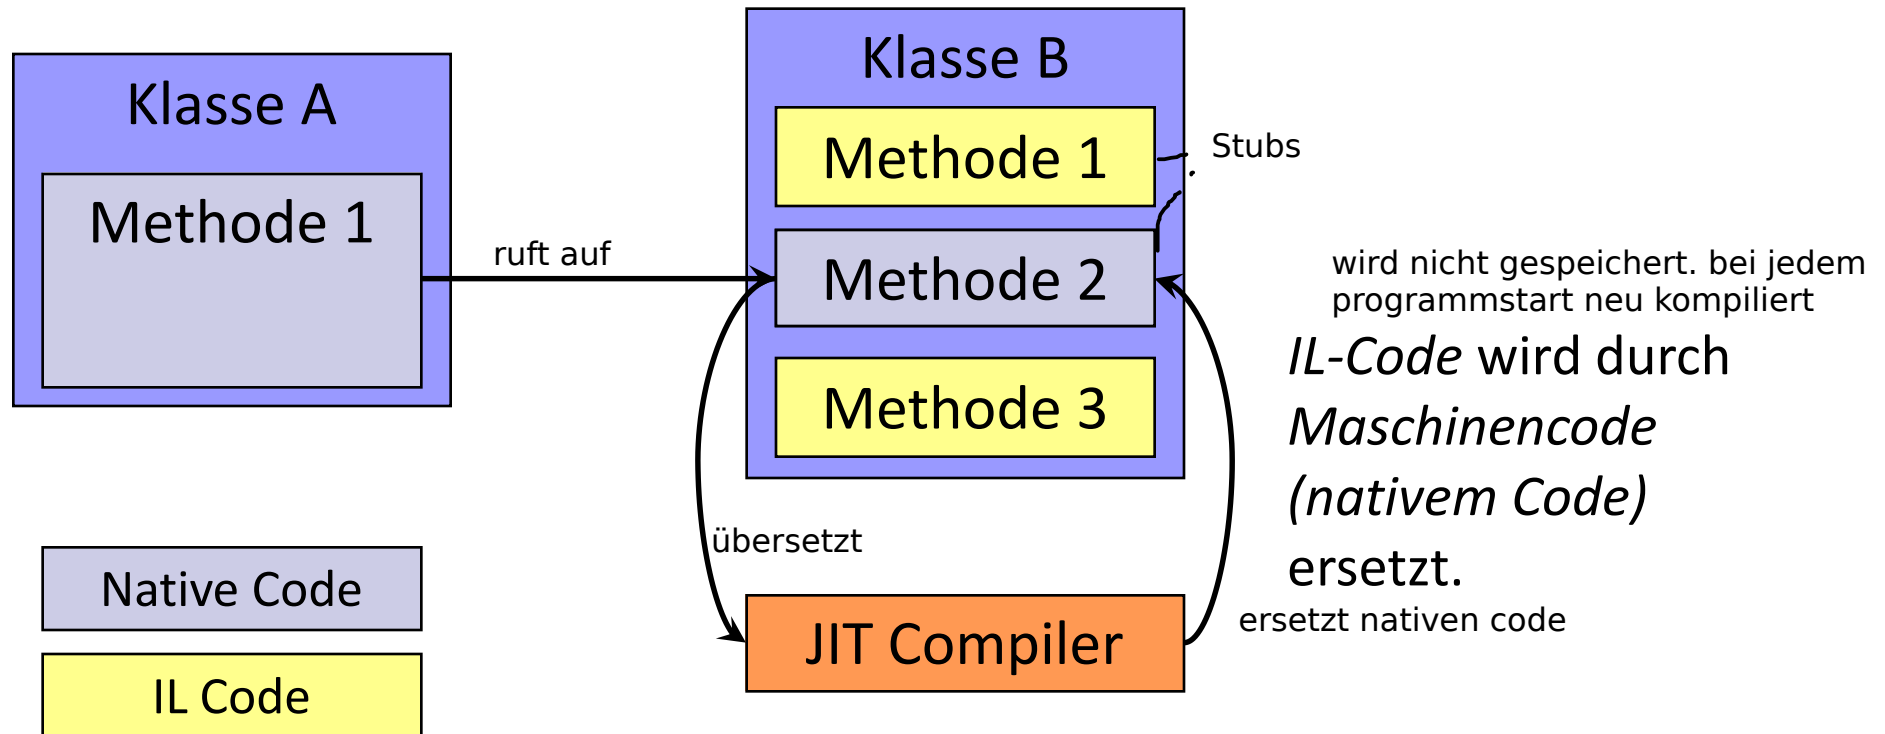 Klasse A
Methode 1
ruft auf
Klasse B
Methode 1
Methode 2
Methode 3
Stubs
wird nicht gespeichert. bei jedem
programmstart neu kompiliert
IL-Code wird durch
Maschinencode
(nativem Code)
ersetzt.
ersetzt nativen code
übersetzt
JIT Compiler
Native Code
IL Code